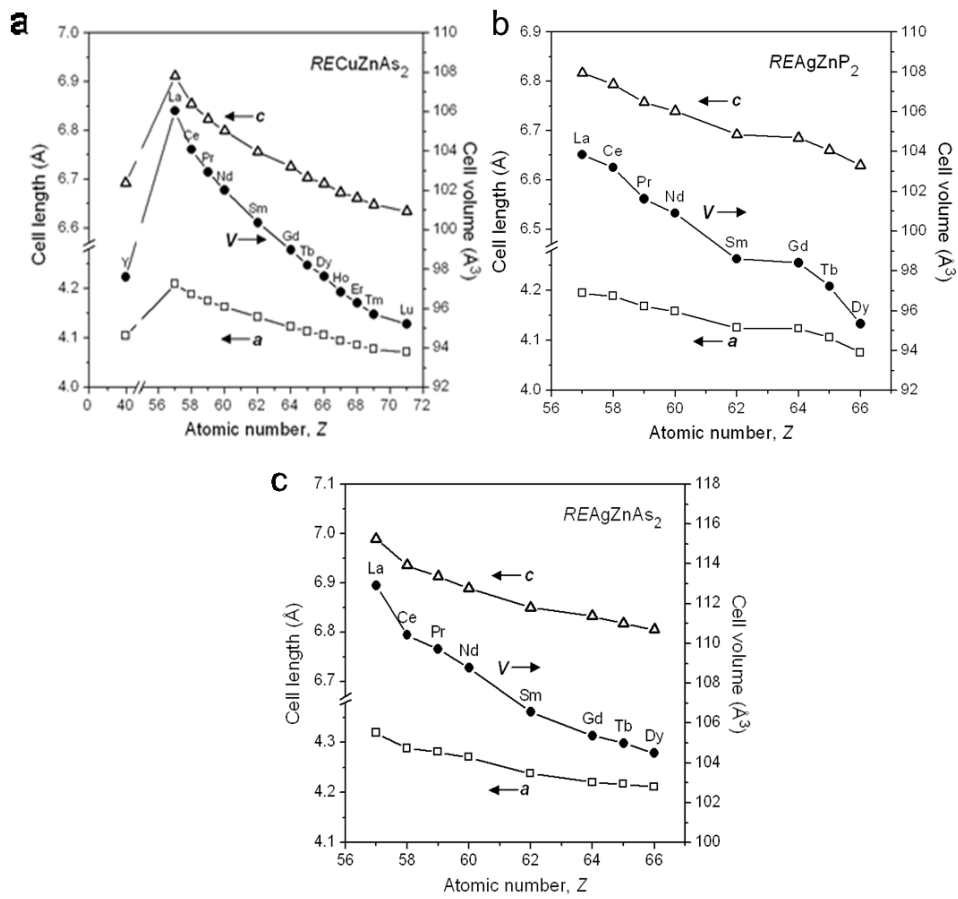 a
RECuZnAs2
7.0
6.9
6.8
6.7
6.6
4.2
4.1
4.0
Cell length (Å)
110
108
106
104
102
100
98
96
94
92
Cell volume (Å3)
c
V
a
Y
La
Ce
Pr
Nd
Sm
Gd
Tb
Dy
Ho
Er
Tm
Lu
0 40 56 58 60 62 64 66 68 70 72
Atomic number, Z
b
REAgZnP2
6.9
6.8
6.7
6.6
6.5
4.2
4.1
4.0
Cell length (Å)
110
108
106
104
102
100
98
96
94
92
Cell volume (Å3)
c
V
a
La
Ce
Pr
Nd
Sm
Gd
Tb
Dy
56 58 60 62 64 66
Atomic number, Z
c
REAgZnAs2
7.1
7.0
6.9
6.8
6.7
4.3
4.2
4.1
Cell length (Å)
118
116
114
112
110
108
106
104
102
100
Cell volume (Å3)
c
V
a
La
Ce
Pr
Nd
Sm
Gd
Tb
Dy
56 58 60 62 64 66
Atomic number, Z